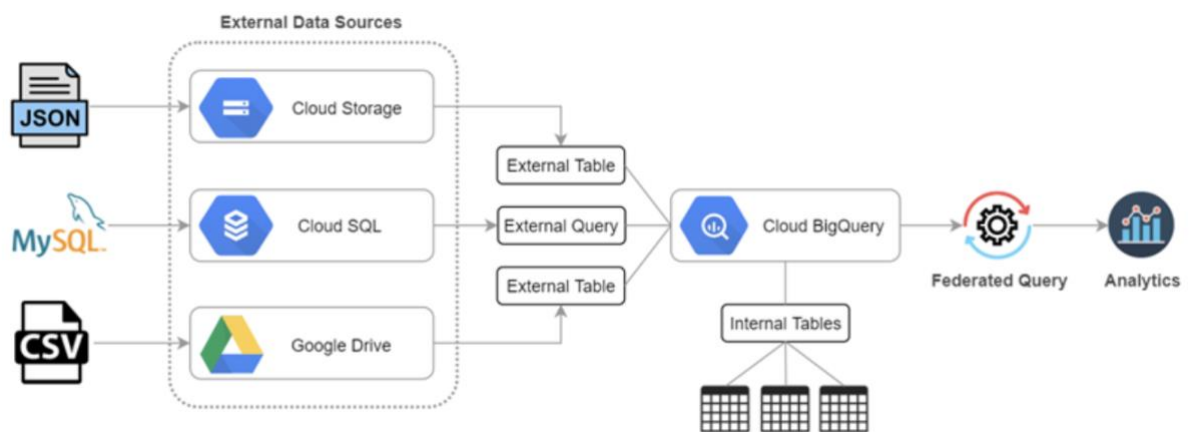 External Data Sources
JSON
Cloud Storage
External Table
MySQL
Cloud SQL
External Query
Cloud BigQuery
Federated Query
Analytics
External Table
Internal Tables
CSV
Google Drive